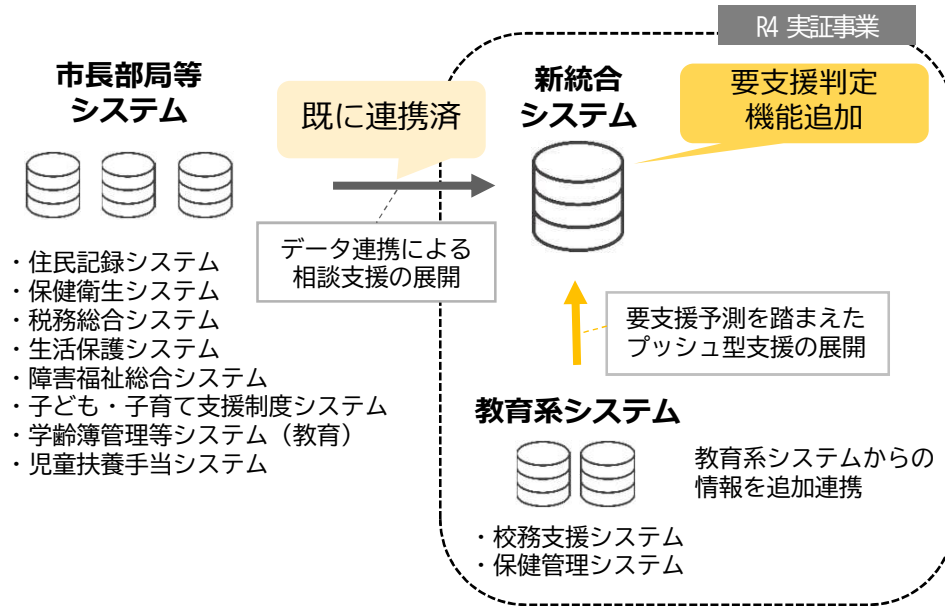 R4 実証事業
市長部局等
システム
既に連携済
新統合
システム
要支援判定
機能追加
データ連携による
相談支援の展開
・住民記録システム
・保健衛生システム
・税務総合システム
・生活保護システム
・障害福祉総合システム
・子ども・子育て支援制度システム
・学齢簿管理等システム（教育）
・児童扶養手当システム
要支援予測を踏まえた
プッシュ型支援の展開
教育系システム
教育系システムからの
情報を追加連携
・校務支援システム
・保健管理システム